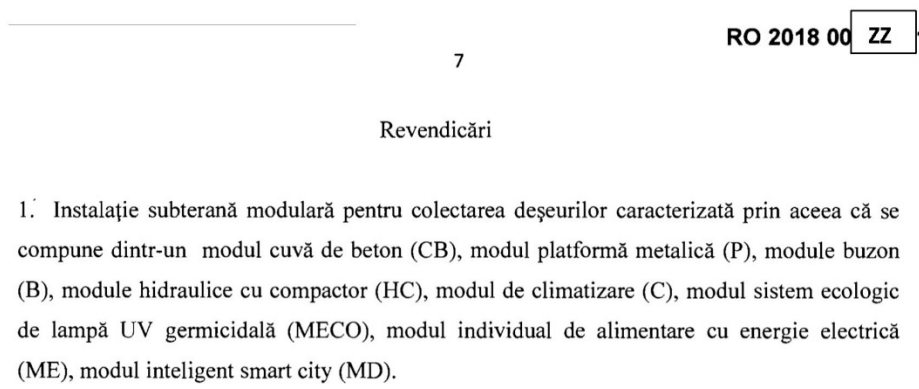 RO 2018 00 ZZ
7
Revendicări
1. Instalație subterană modulară pentru colectarea deșeurilor caracterizată prin aceea că se
compune dintr-un modul cuvă de beton (CB), modul platformă metalică (P), module buzon
(B), module hidraulice cu compactor (HC), modul de climatizare (C), modul sistem ecologic
de lampă UV germicidală (MECO), modul individual de alimentare cu energie electrică
(ME), modul inteligent smart city (MD).